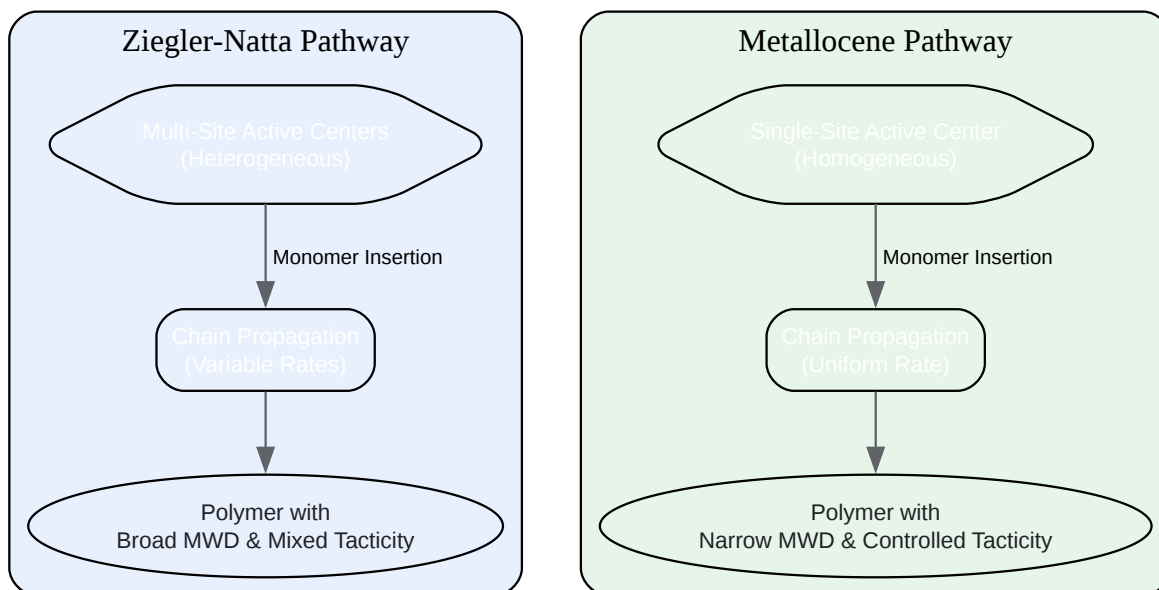 Ziegler-Natta Pathway
Multi-Site Active Centers
(Heterogeneous)
Monomer Insertion
Chain Propagation
(Variable Rates)
Polymer with
Broad MWD & Mixed Tacticity
Metallocene Pathway
Single-Site Active Center
(Homogeneous)
Monomer Insertion
Chain Propagation
(Uniform Rate)
Polymer with
Narrow MWD & Controlled Tacticity